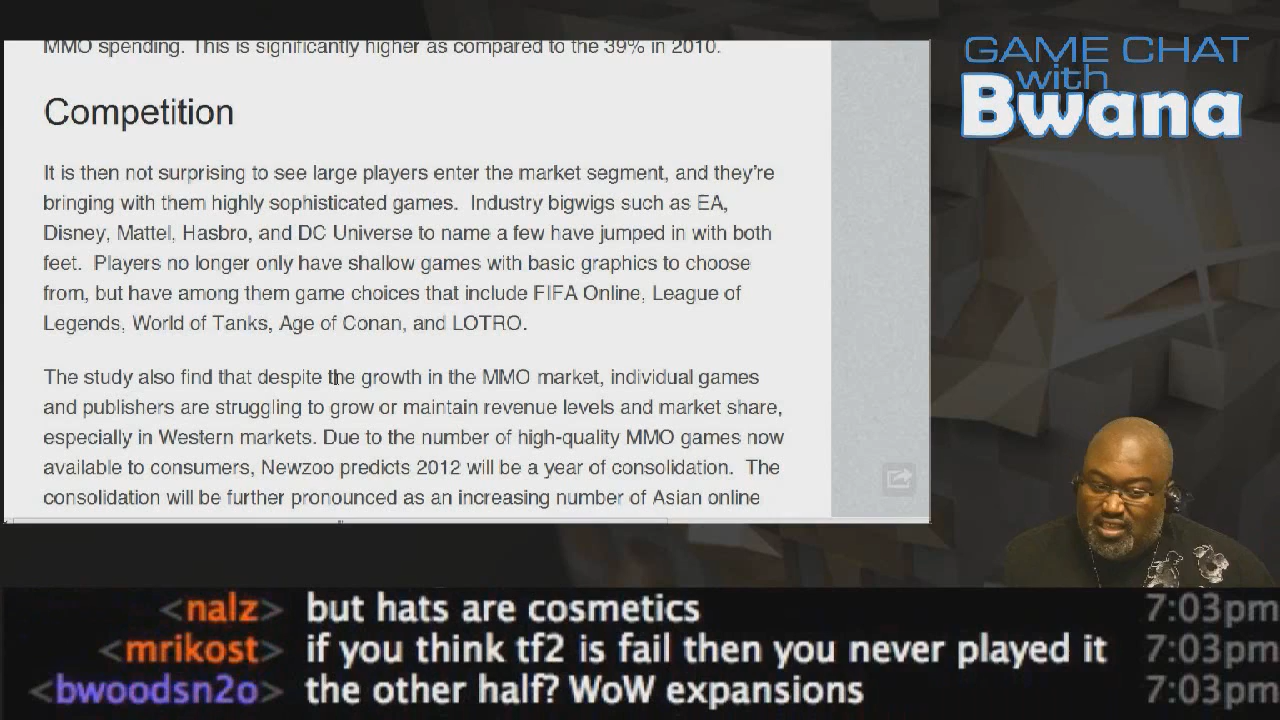 MMO spending. This is significantly higher as compared to the 39% in 2010.
GAME CHAT
with
Bwana
Competition
It is then not surprising to see large players enter the market segment, and they're
bringing with them highly sophisticated games.  Industry bigwigs such as EA,
Disney, Mattel, Hasbro, and DC Universe to name a few have jumped in with both
feet.  Players no longer only have shallow games with basic graphics to choose
from, but have among them game choices that include FIFA Online, League of
Legends, World of Tanks, Age of Conan, and LOTRO.
The study also find that despite the growth in the MMO market, individual games
and publishers are struggling to grow or maintain revenue levels and market share,
especially in Western markets. Due to the number of high-quality MMO games now
available to consumers, Newzoo predicts 2012 will be a year of consolidation.  The
consolidation will be further pronounced as an increasing number of Asian online
<nalz> but hats are cosmetics 7:03pm
<mrikost> if you think tf2 is fail then you never played it 7:03pm
<bwoodsn2o> the other half? WoW expansions 7:03pm